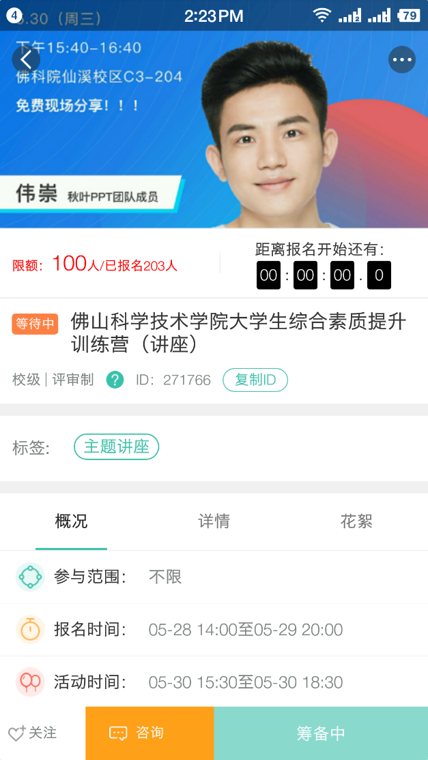 4
2:23PM
79
5.30（周三）
下午15:40-16:40
佛科院仙溪校区C3-204
免费现场分享！！！
伟崇 秋叶PPT团队成员
限额：100人/已报名203人
距离报名开始还有：
00 : 00 : 00 . 0
等待中 佛山科学技术学院大学生综合素质提升
训练营（讲座）
校级 | 评审制 ? ID：271766 复制ID
标签： 主题讲座
概况 详情 花絮
参与范围： 不限
报名时间： 05-28 14:00至05-29 20:00
活动时间： 05-30 15:30至05-30 18:30
关注 咨询 筹备中